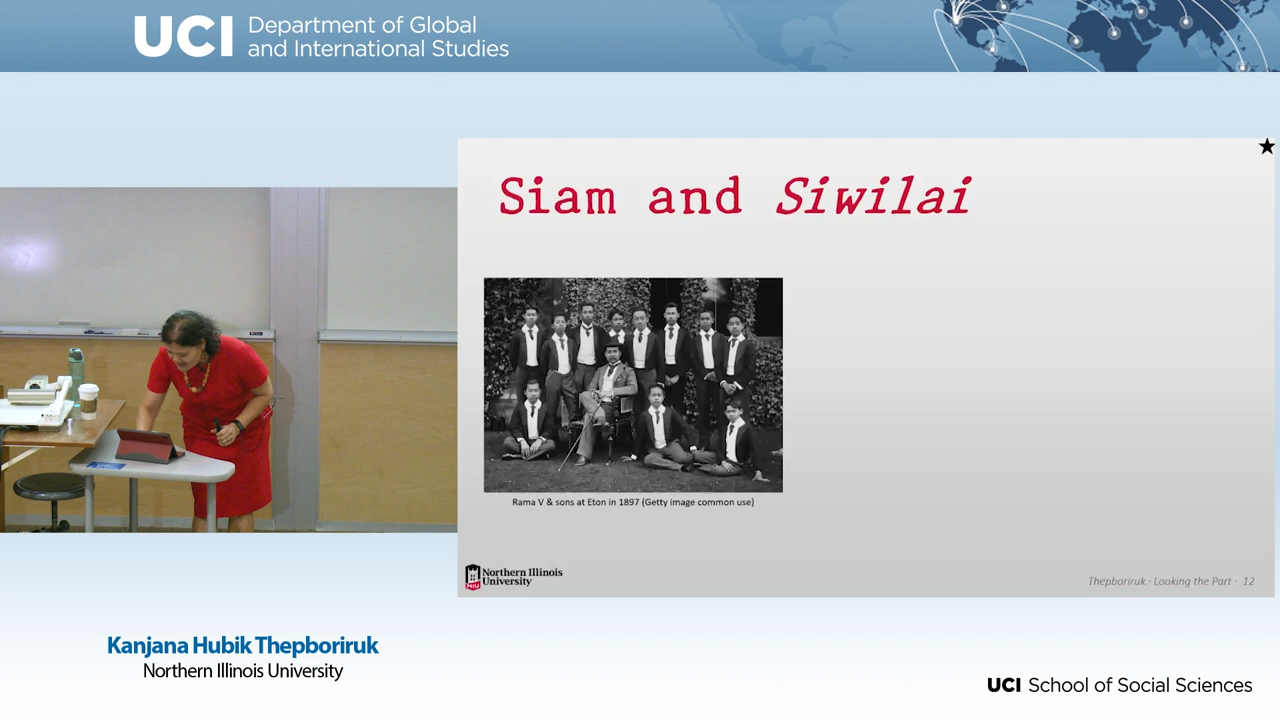 UCI Department of Global
and International Studies
Siam and Siwilai
Rama V & sons at Eton in 1897 (Getty image common use)
NIU
Northern Illinois
University
Thepboriruk · Looking the Part · 12
Kanjana Hubik Thepboriruk
Northern Illinois University
UCI School of Social Sciences